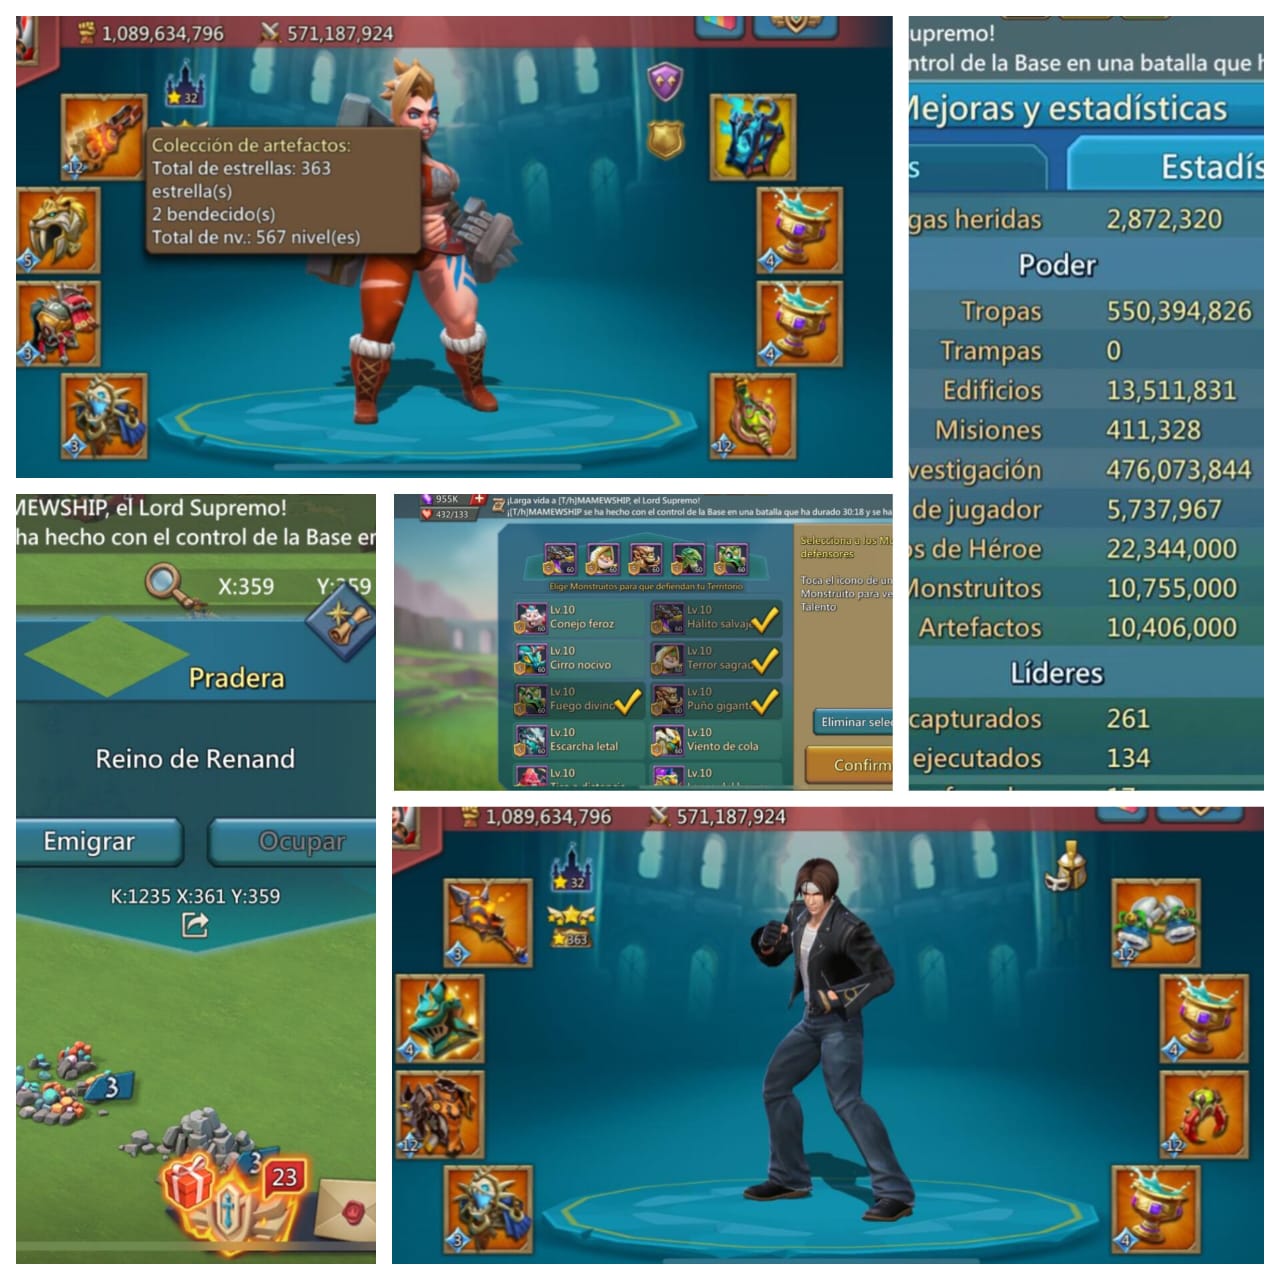 1,089,634,796 571,187,924
32
Colección de artefactos:
Total de estrellas: 363
estrella(s)
2 bendecido(s)
Total de nv.: 567 nivel(es)
12
5
3
3
4
4
12
upremo!
ntrol de la Base en una batalla que h
Mejoras y estadísticas
s Estadís
gas heridas 2,872,320
Poder
Tropas 550,394,826
Trampas 0
Edificios 13,511,831
Misiones 411,328
vestigación 476,073,844
de jugador 5,737,967
os de Héroe 22,344,000
Monstruitos 10,755,000
Artefactos 10,406,000
Líderes
capturados 261
ejecutados 134
MEWSHIP, el Lord Supremo!
ha hecho con el control de la Base en
X:359 Y:359
Pradera
Reino de Renand
Emigrar Ocupar
K:1235 X:361 Y:359
3
3
23
955K
432/133
¡Larga vida a [T/h]MAMEWSHIP, el Lord Supremo!
¡[T/h]MAMEWSHIP se ha hecho con el control de la Base en una batalla que ha durado 30:18 y se ha
60 60 60 60 60
Elige Monstruitos para que defiendan tu Territorio
Selecciona a los Mo
defensores
Toca el icono de un
Monstruito para ve
Talento
Lv.10 Lv.10
Conejo feroz Hálito salvaje
Lv.10 Lv.10
Cirro nocivo Terror sagrad
Lv.10 Lv.10
Fuego divino Puño gigante
Lv.10 Lv.10
Escarcha letal Viento de cola
Lv.10 Lv.10
Eliminar selec
Confirm
1,089,634,796 571,187,924
32
363
3
4
12
3
12
4
12
4